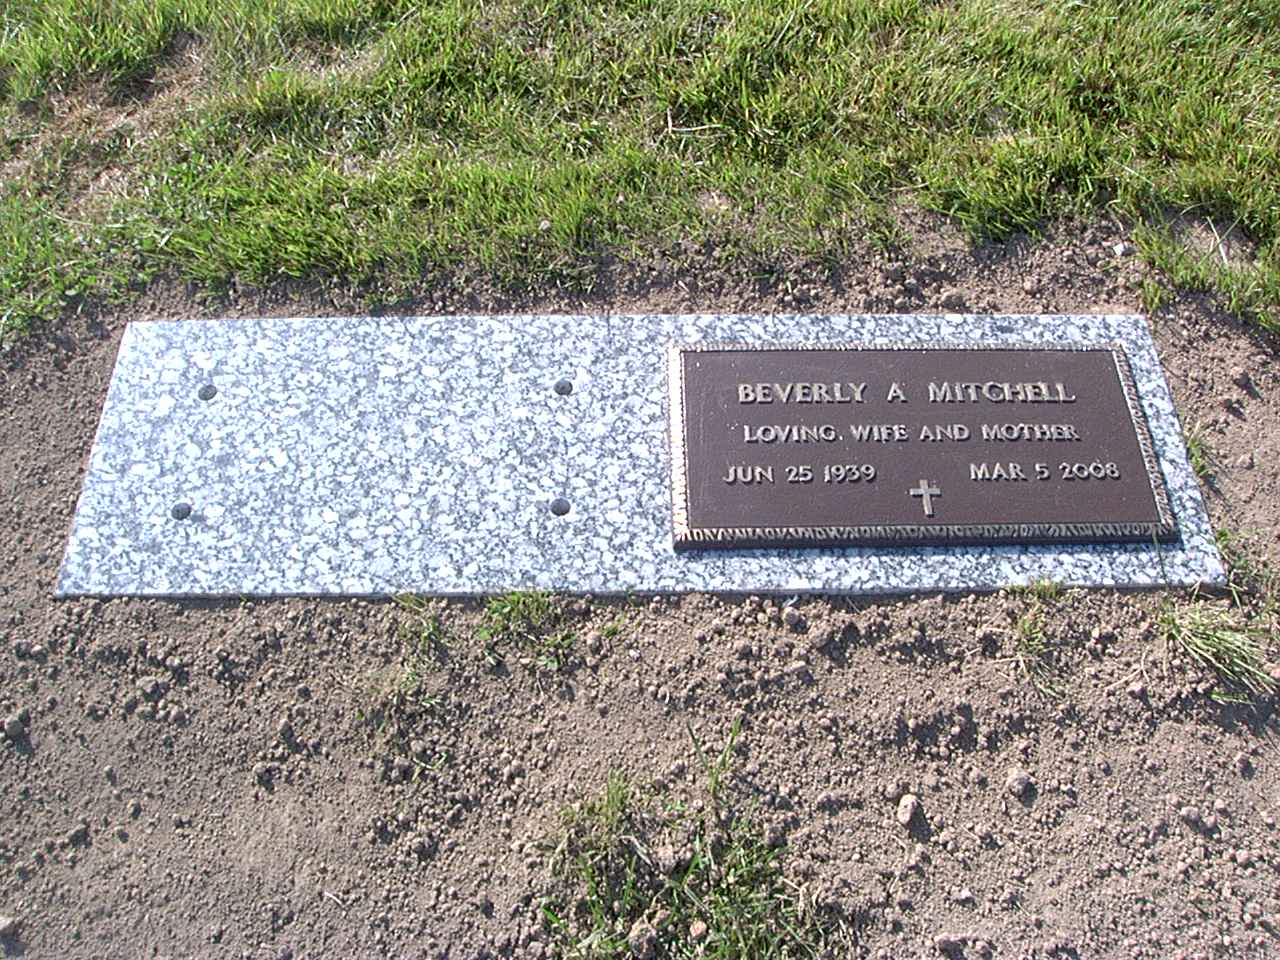 BEVERLY A MITCHELL
LOVING WIFE AND MOTHER
JUN 25 1939 MAR 5 2008